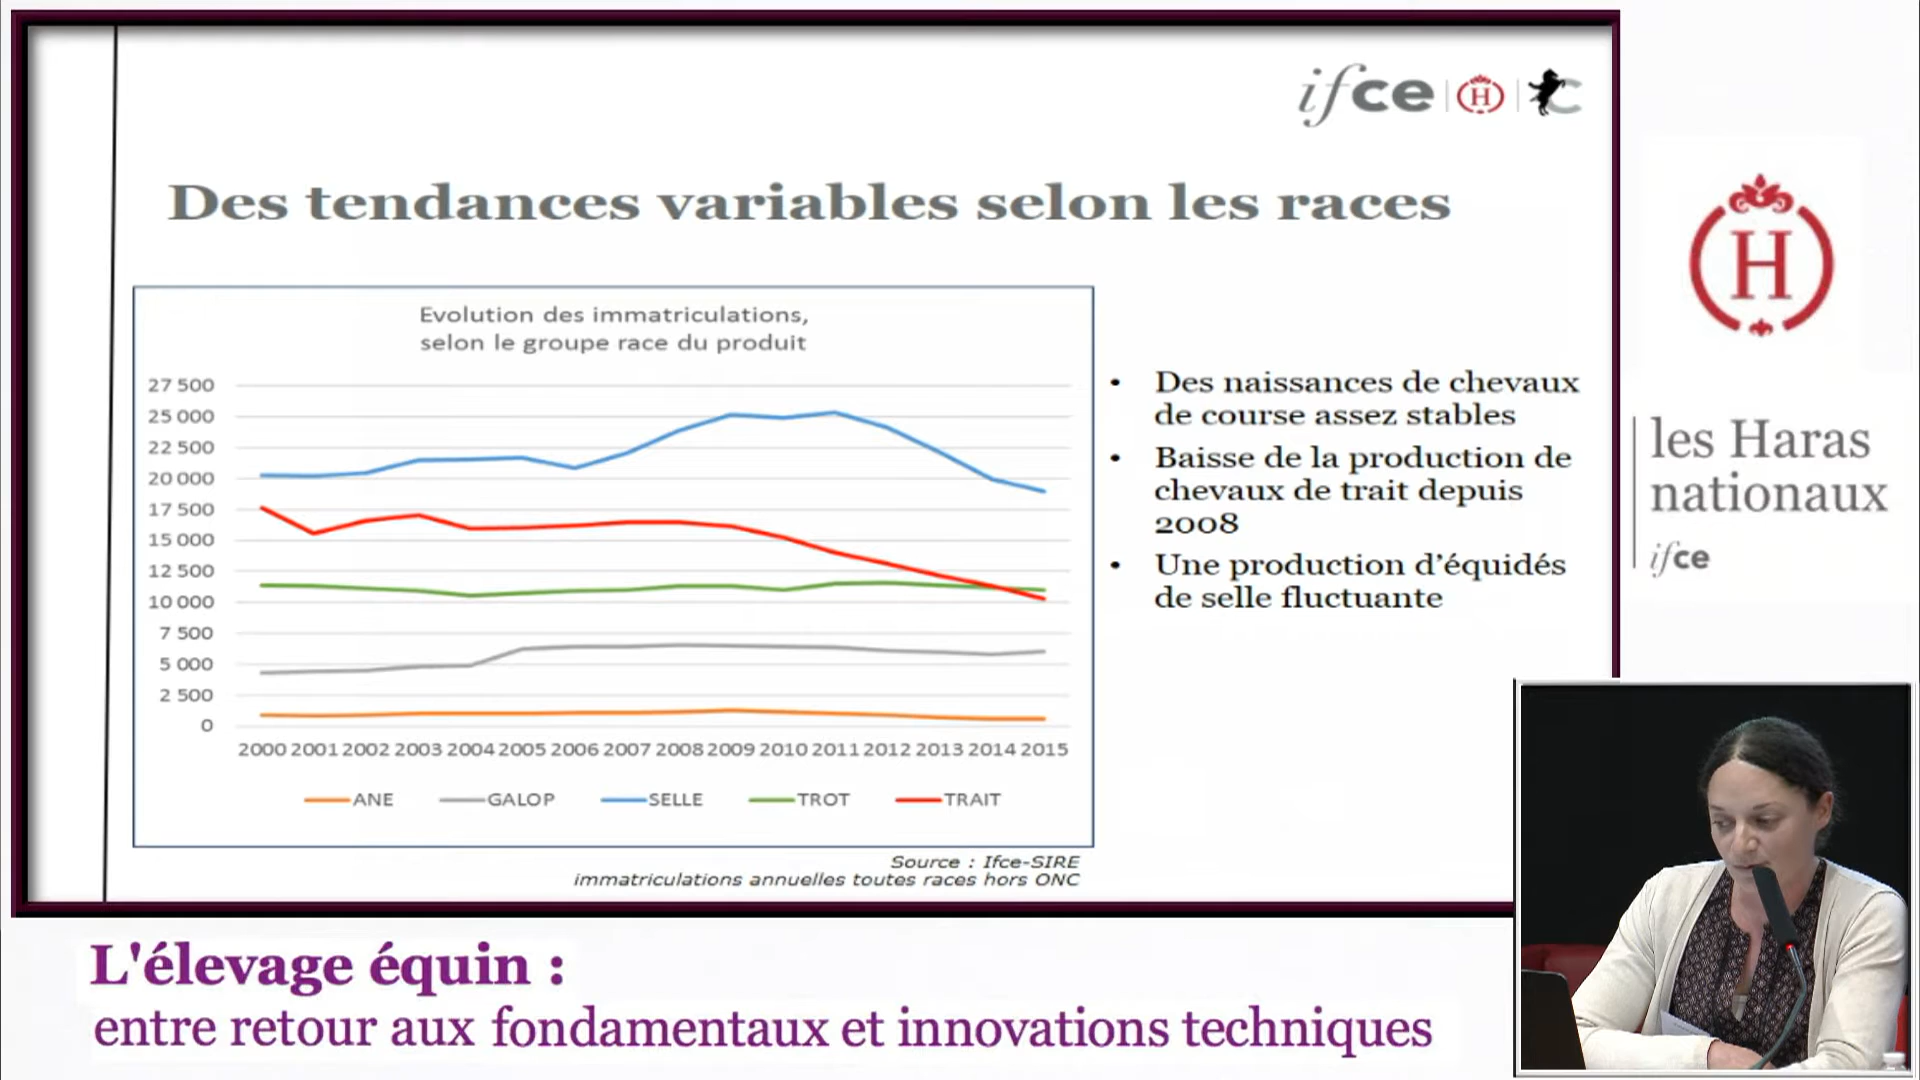 ifce H
Des tendances variables selon les races
Evolution des immatriculations,
selon le groupe race du produit
27 500
25 000
22 500
20 000
17 500
15 000
12 500
10 000
7 500
5 000
2 500
0
2000 2001 2002 2003 2004 2005 2006 2007 2008 2009 2010 2011 2012 2013 2014 2015
ANE GALOP SELLE TROT TRAIT
Source : Ifce-SIRE
immatriculations annuelles toutes races hors ONC
• Des naissances de chevaux
de course assez stables
• Baisse de la production de
chevaux de trait depuis
2008
• Une production d’équidés
de selle fluctuante
H
les Haras
nationaux
ifce
L'élevage équin :
entre retour aux fondamentaux et innovations techniques